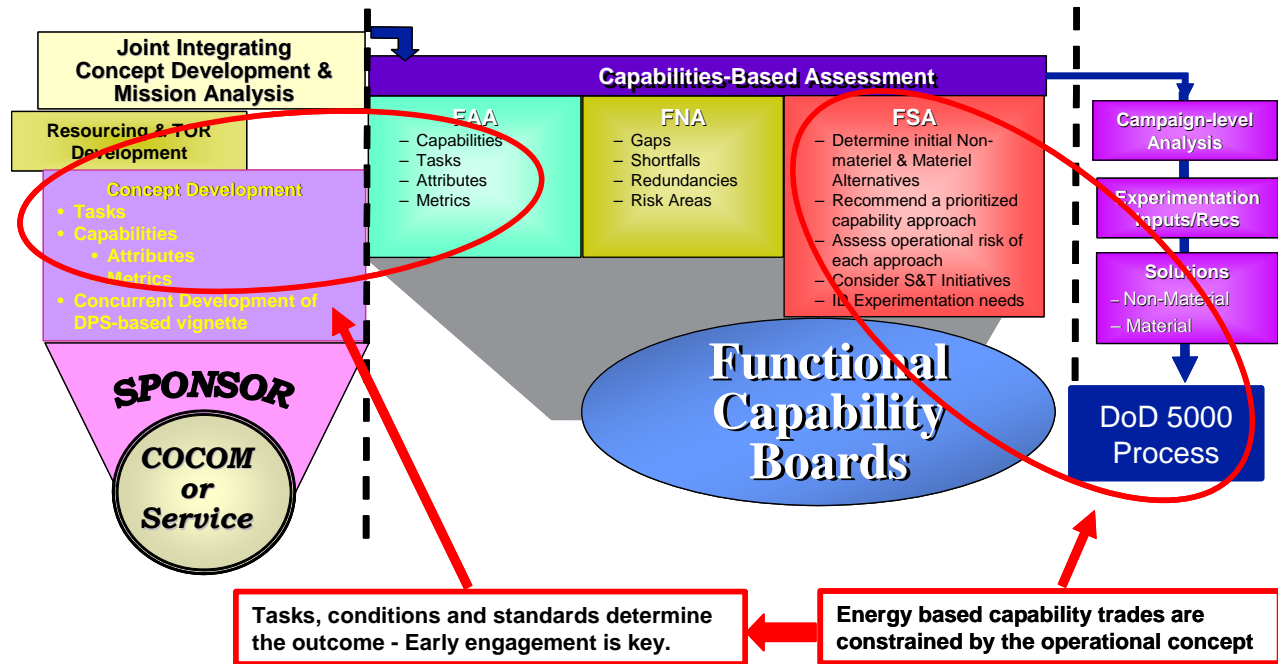 Joint Integrating
Concept Development &
Mission Analysis
Resourcing & TOR
Development
Concept Development
• Tasks
• Capabilities
• Attributes
• Metrics
• Concurrent Development of
DPS-based vignette
SPONSOR
COCOM
or
Service
Capabilities-Based Assessment
FAA
– Capabilities
– Tasks
– Attributes
– Metrics
FNA
– Gaps
– Shortfalls
– Redundancies
– Risk Areas
FSA
– Determine initial Non-
materiel & Materiel
Alternatives
– Recommend a prioritized
capability approach
– Assess operational risk of
each approach
– Consider S&T Initiatives
– ID Experimentation needs
Functional
Capability
Boards
Campaign-level
Analysis
Experimentation
Inputs/Recs
Solutions
– Non-Material
– Material
DoD 5000
Process
Tasks, conditions and standards determine
the outcome - Early engagement is key.
Energy based capability trades are
constrained by the operational concept